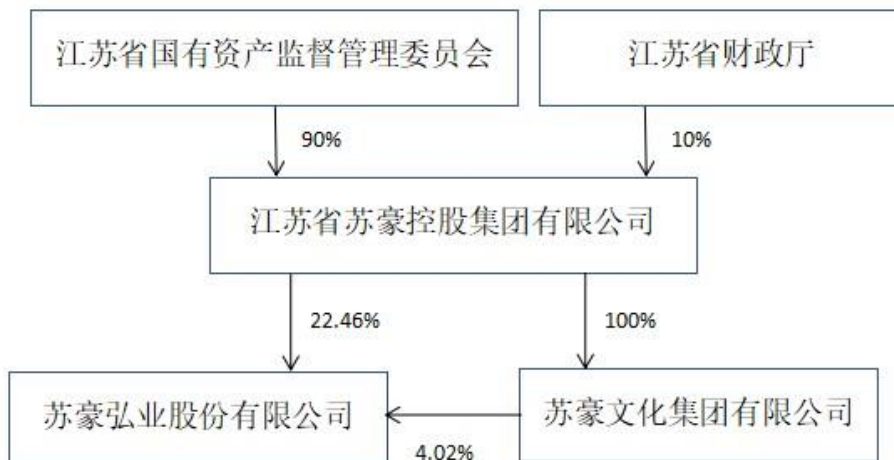 江苏省国有资产监督管理委员会
江苏省财政厅
90%
10%
江苏省苏豪控股集团有限公司
22.46%
100%
苏豪弘业股份有限公司
苏豪文化集团有限公司
4.02%